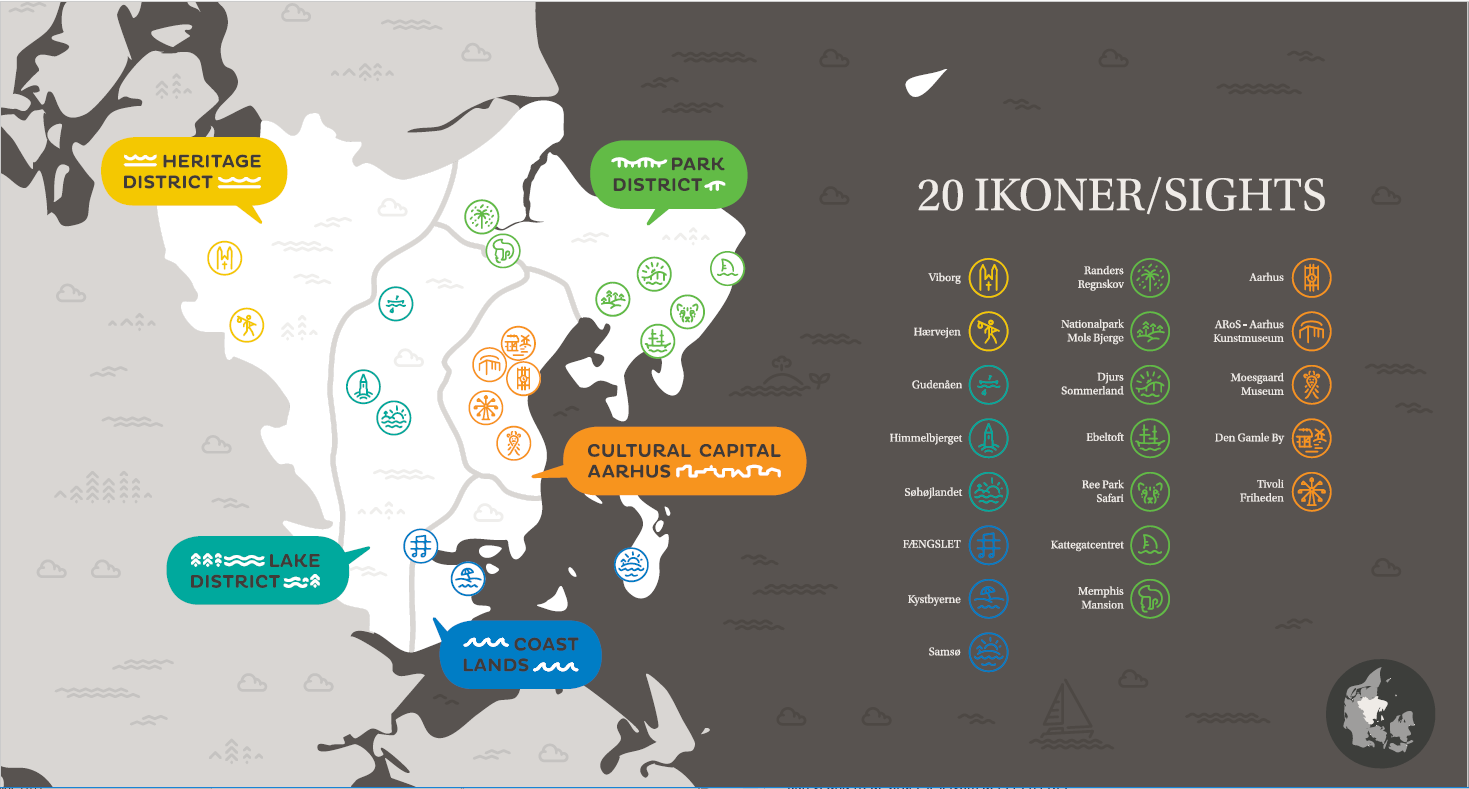 HERITAGE
DISTRICT
PARK
DISTRICT
CULTURAL CAPITAL
AARHUS
LAKE
DISTRICT
COAST
LANDS
20 IKONER/SIGHTS
Viborg
Hærvejen
Gudenåen
Himmelbjerget
Søhøjlandet
FÆNGSLET
Kystbyerne
Samsø
Randers
Regnskov
Nationalpark
Mols Bjerge
Djurs
Sommerland
Ebeltoft
Ree Park
Safari
Kattegatcentret
Memphis
Mansion
Aarhus
ARoS - Aarhus
Kunstmuseum
Moesgaard
Museum
Den Gamle By
Tivoli
Friheden